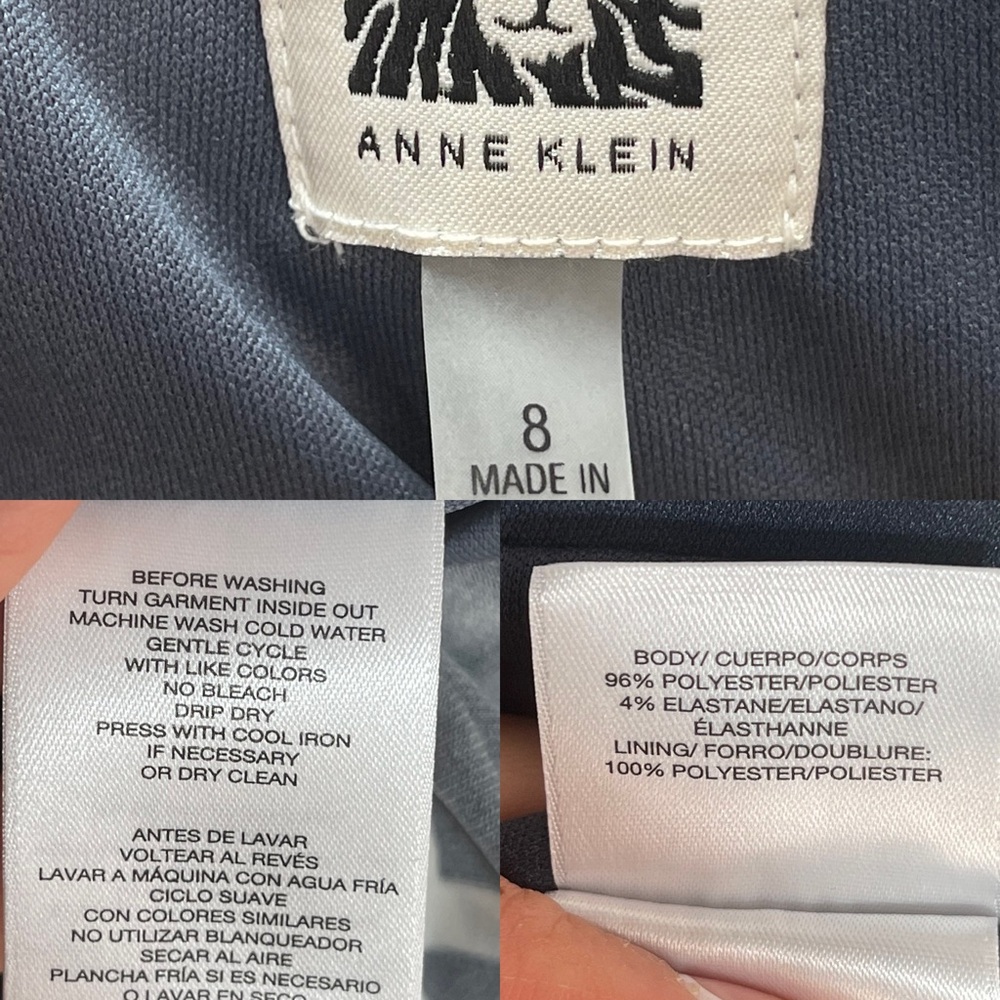 ANNE KLEIN
8
MADE IN
BEFORE WASHING
TURN GARMENT INSIDE OUT
MACHINE WASH COLD WATER
GENTLE CYCLE
WITH LIKE COLORS
NO BLEACH
DRIP DRY
PRESS WITH COOL IRON
IF NECESSARY
OR DRY CLEAN
ANTES DE LAVAR
VOLTEAR AL REVÉS
LAVAR A MÁQUINA CON AGUA FRÍA
CICLO SUAVE
CON COLORES SIMILARES
NO UTILIZAR BLANQUEADOR
SECAR AL AIRE
PLANCHA FRÍA SI ES NECESARIO
O LAVAR EN SECO
BODY/ CUERPO/CORPS
96% POLYESTER/POLIESTER
4% ELASTANE/ELASTANO/
ÉLASTHANNE
LINING/ FORRO/DOUBLURE:
100% POLYESTER/POLIESTER